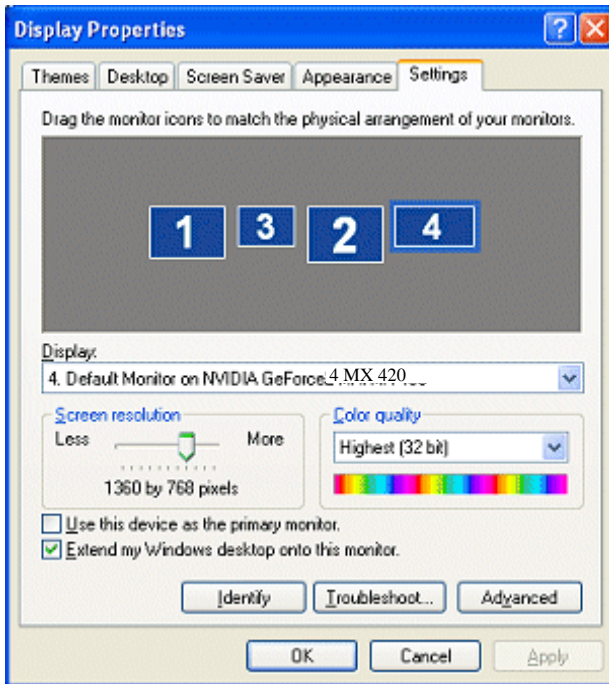 Display Properties
Themes Desktop Screen Saver Appearance Settings
Drag the monitor icons to match the physical arrangement of your monitors.
1 3 2 4
Display:
4. Default Monitor on NVIDIA GeForce 4 MX 420
Screen resolution
Less More
1360 by 768 pixels
Color quality
Highest (32 bit)
Use this device as the primary monitor.
Extend my Windows desktop onto this monitor.
Identify Troubleshoot... Advanced
OK Cancel Apply